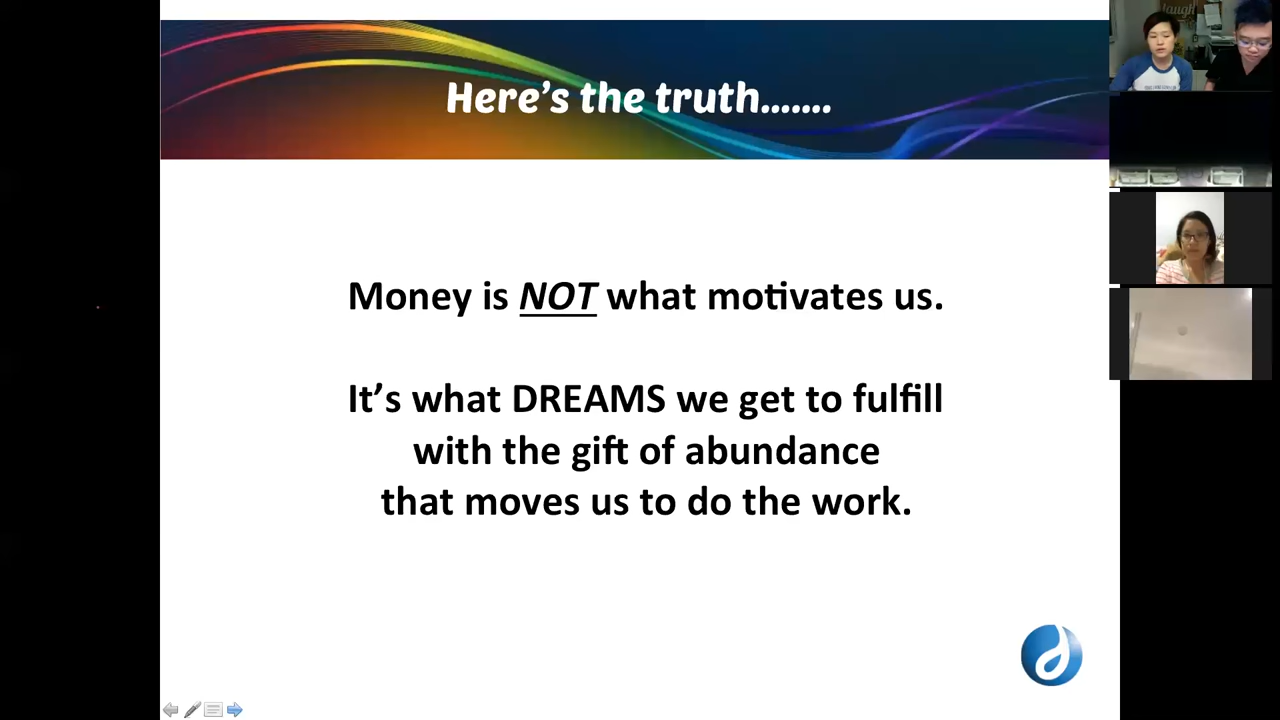 Here's the truth.......
Money is NOT what motivates us.
It's what DREAMS we get to fulfill
with the gift of abundance
that moves us to do the work.
laugh